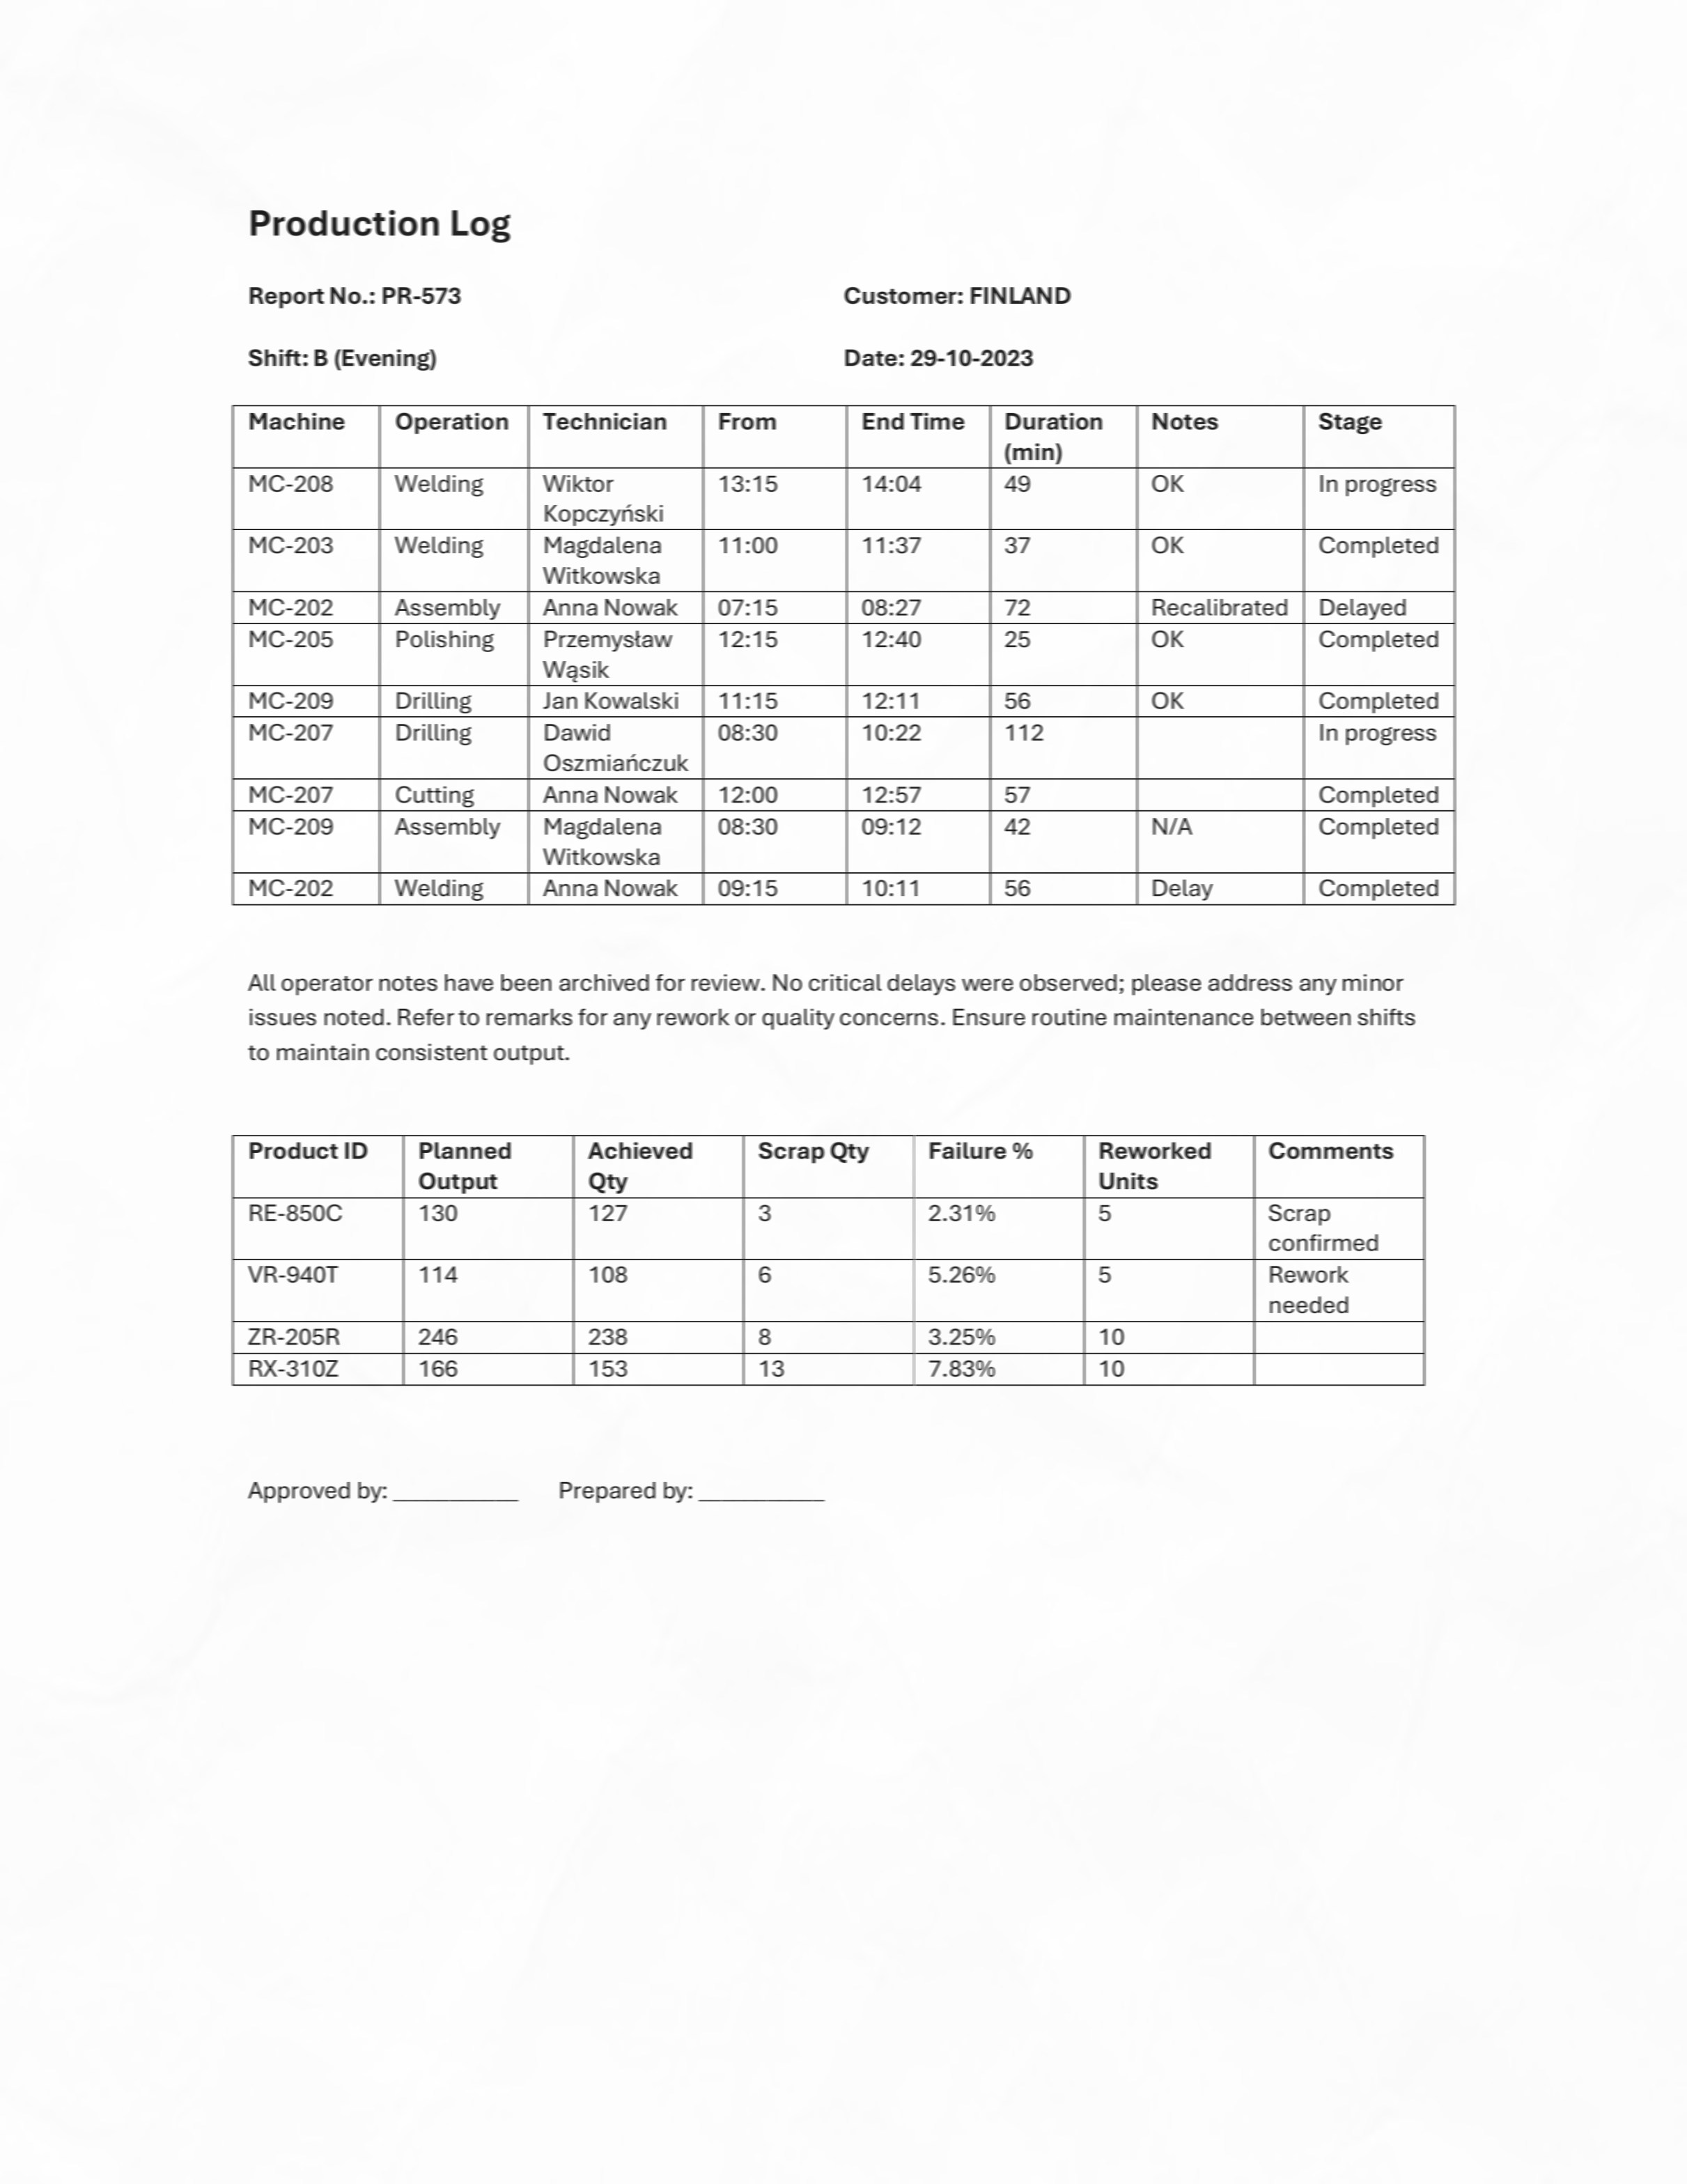 Production Log
Report No.: PR-573 Customer: FINLAND
Shift: B (Evening) Date: 29-10-2023
Machine Operation Technician From End Time Duration (min) Notes Stage
MC-208 Welding Wiktor Kopczyński 13:15 14:04 49 OK In progress
MC-203 Welding Magdalena Witkowska 11:00 11:37 37 OK Completed
MC-202 Assembly Anna Nowak 07:15 08:27 72 Recalibrated Delayed
MC-205 Polishing Przemysław Wąsik 12:15 12:40 25 OK Completed
MC-209 Drilling Jan Kowalski 11:15 12:11 56 OK Completed
MC-207 Drilling Dawid Oszmiańczuk 08:30 10:22 112 In progress
MC-207 Cutting Anna Nowak 12:00 12:57 57 Completed
MC-209 Assembly Magdalena Witkowska 08:30 09:12 42 N/A Completed
MC-202 Welding Anna Nowak 09:15 10:11 56 Delay Completed
All operator notes have been archived for review. No critical delays were observed; please address any minor
issues noted. Refer to remarks for any rework or quality concerns. Ensure routine maintenance between shifts
to maintain consistent output.
Product ID Planned Output Achieved Qty Scrap Qty Failure % Reworked Units Comments
RE-850C 130 127 3 2.31% 5 Scrap confirmed
VR-940T 114 108 6 5.26% 5 Rework needed
ZR-205R 246 238 8 3.25% 10
RX-310Z 166 153 13 7.83% 10
Approved by: __________ Prepared by: __________